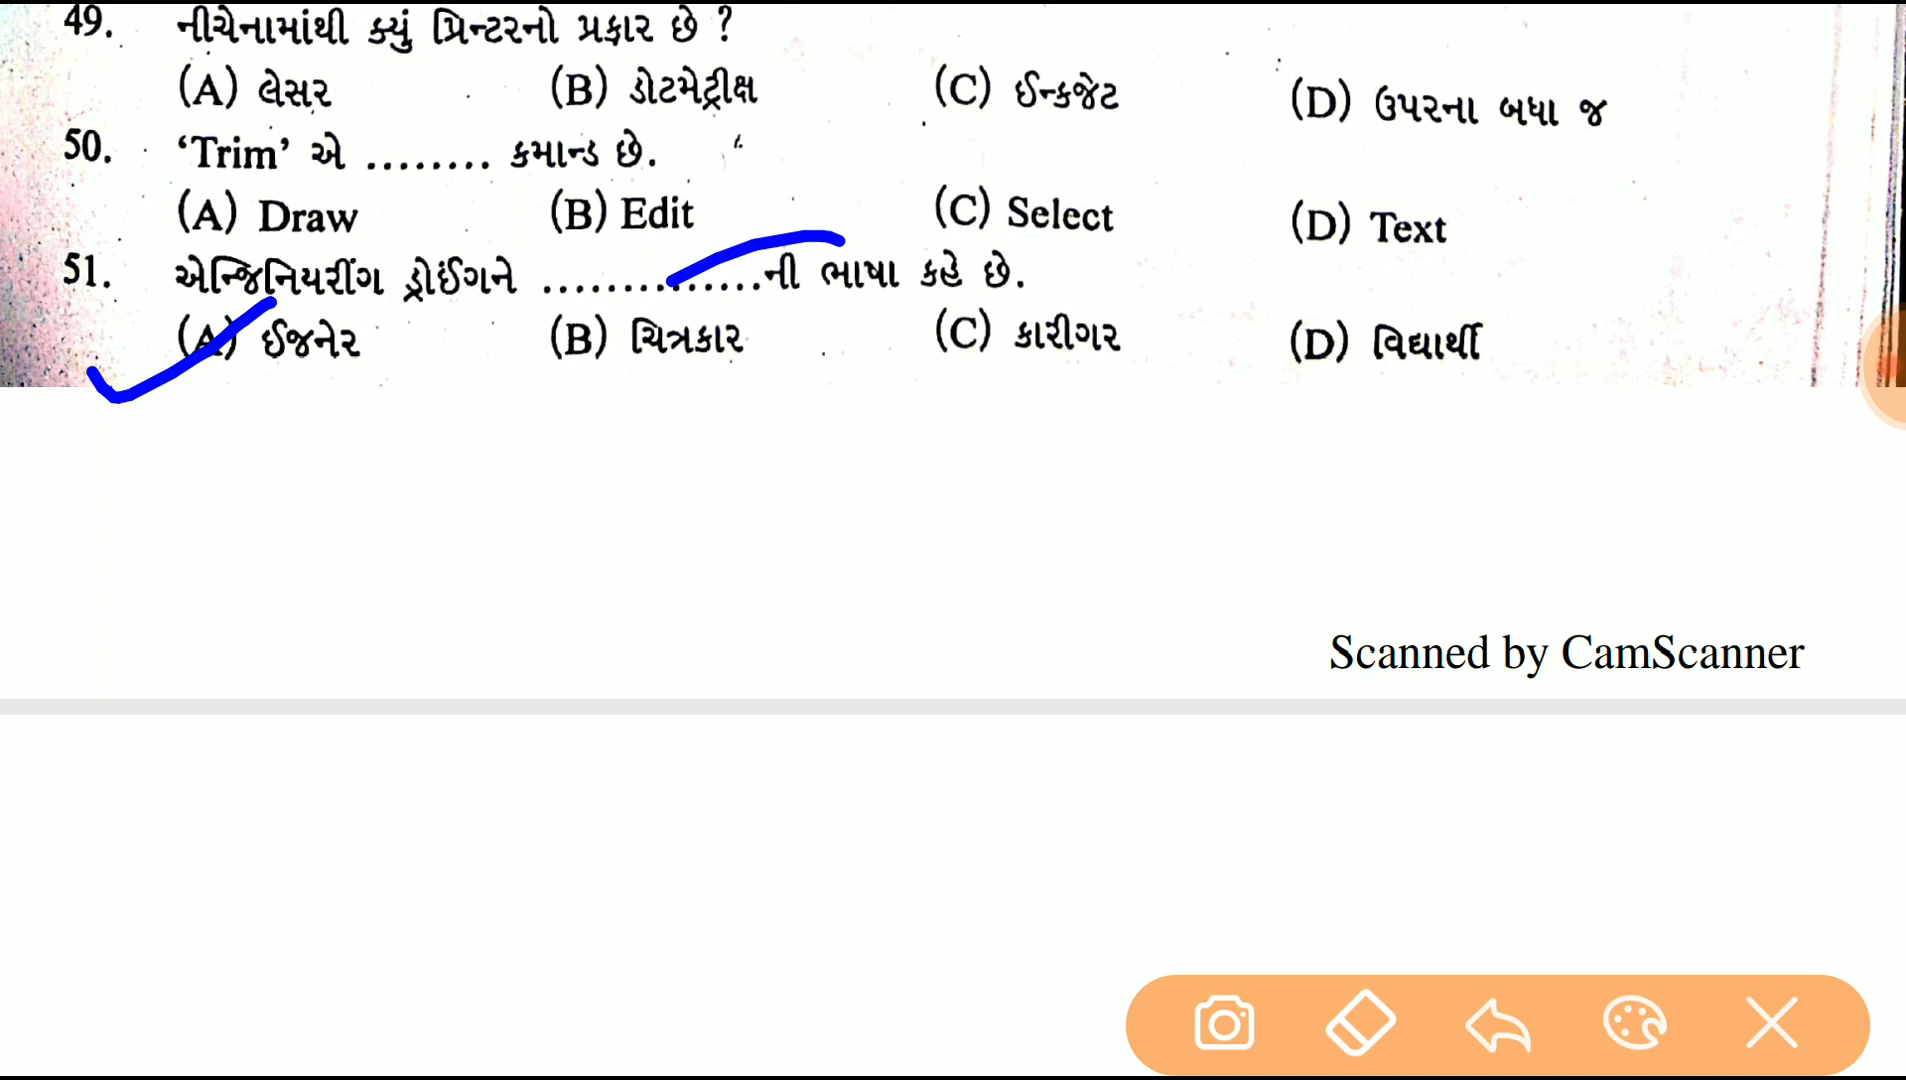 49. નીચેનામાંથી ક્યું પ્રિન્ટરનો પ્રકાર છે ?
(A) લેસર (B) ડોટમેટ્રીક્ષ (C) ઈન્કજેટ (D) ઉપરના બધા જ
50. ‘Trim’ એ ........ કમાન્ડ છે.
(A) Draw (B) Edit (C) Select (D) Text
51. એન્જિનિયરીંગ ડ્રોઈંગને ..............ની ભાષા કહે છે.
(A) ઈજનેર (B) ચિત્રકાર (C) કારીગર (D) વિદ્યાર્થી
Scanned by CamScanner